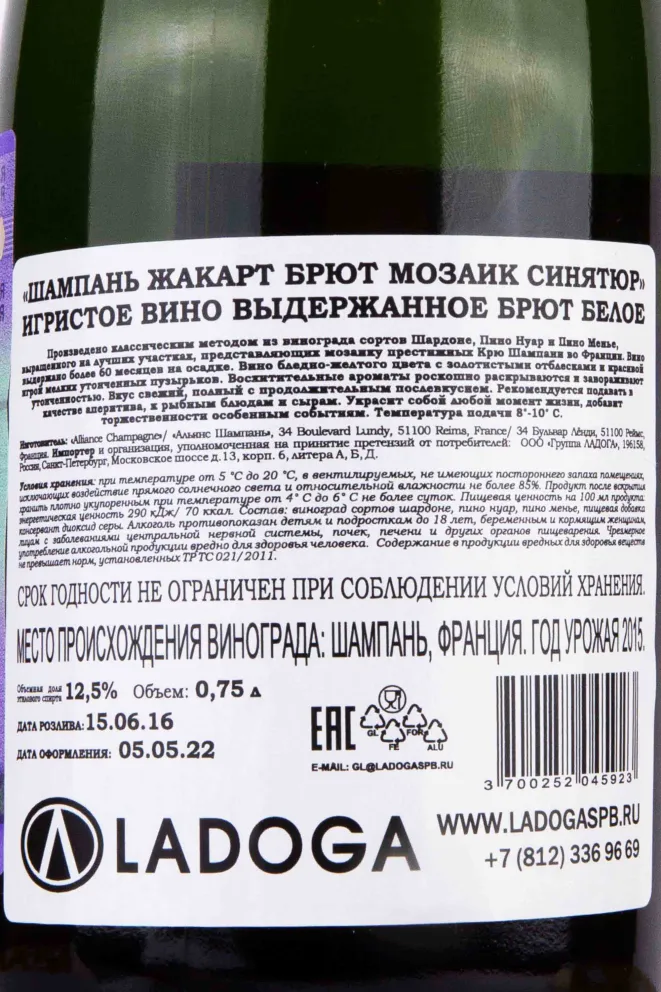 «ШАМПАНЬ ЖАКАРТ БРЮТ МОЗАИК СИНЯТЮР»
ИГРИСТОЕ ВИНО ВЫДЕРЖАННОЕ БРЮТ БЕЛОЕ
Произведено классическим методом из винограда сортов Шардоне, Пино Нуар и Пино Менье,
выращенного на лучших участках, представляющих мозаику престижных Крю Шампани во Франции. Вино
выдержано более 60 месяцев на осадке. Вино бледно-желтого цвета с золотистыми отблесками и красивой
игрой мелких утонченных пузырьков. Восхитительные ароматы роскошно раскрываются и завораживают
утонченностью. Вкус свежий, полный с продолжительным послевкусием. Рекомендуется подавать в
качестве аперитива, к рыбным блюдам и сырам. Украсит собой любой момент жизни, добавит
торжественности особенным событиям. Температура подачи 8°-10° С.
Изготовитель: «Alliance Champagne»/ «Альянс Шампань», 34 Boulevard Lundy, 51100 Reims, France/ 34 Бульвар Лёнди, 51100 Реймс,
Франция. Импортер и организация, уполномоченная на принятие претензий от потребителей: ООО «Группа ЛАДОГА», 196158,
Россия, Санкт-Петербург, Московское шоссе д.13, корп. 6, литера А, Б, Д.
Условия хранения: при температуре от 5 °С до 20 °С, в вентилируемых, не имеющих постороннего запаха помещениях,
исключающих воздействие прямого солнечного света и относительной влажности не более 85%. Продукт после вскрытия
хранить плотно укупоренным при температуре от 4° С до 6° С не более суток. Пищевая ценность на 100 мл продукта:
энергетическая ценность 290 кДж/ 70 ккал. Состав: виноград сортов шардоне, пино нуар, пино менье, пищевая добавка
консервант диоксид серы. Алкоголь противопоказан детям и подросткам до 18 лет, беременным и кормящим женщинам,
лицам с заболеваниями центральной нервной системы, почек, печени и других органов пищеварения. Чрезмерное
употребление алкогольной продукции вредно для здоровья человека. Содержание в продукции вредных для здоровья веществ
не превышает норм, установленных ТР ТС 021/2011.
СРОК ГОДНОСТИ НЕ ОГРАНИЧЕН ПРИ СОБЛЮДЕНИИ УСЛОВИЙ ХРАНЕНИЯ.
МЕСТО ПРОИСХОЖДЕНИЯ ВИНОГРАДА: ШАМПАНЬ, ФРАНЦИЯ. ГОД УРОЖАЯ 2015.
Объемная доля
этилового спирта 12,5% Объем: 0,75 л
ДАТА РОЗЛИВА: 15.06.16
ДАТА ОФОРМЛЕНИЯ: 05.05.22
EAC
GL FE FOR ALU
E-MAIL: GL@LADOGASPB.RU
3 700252 045923
LADOGA
WWW.LADOGASPB.RU
+7 (812) 336 96 69